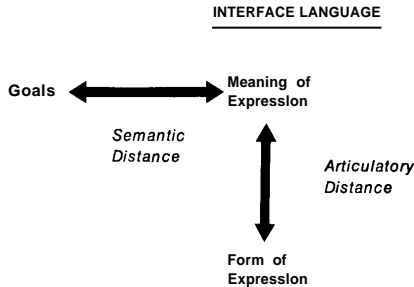 INTERFACE LANGUAGE
Goals
Meaning of
Expression
Semantic
Distance
Articulatory
Distance
Form of
Expression